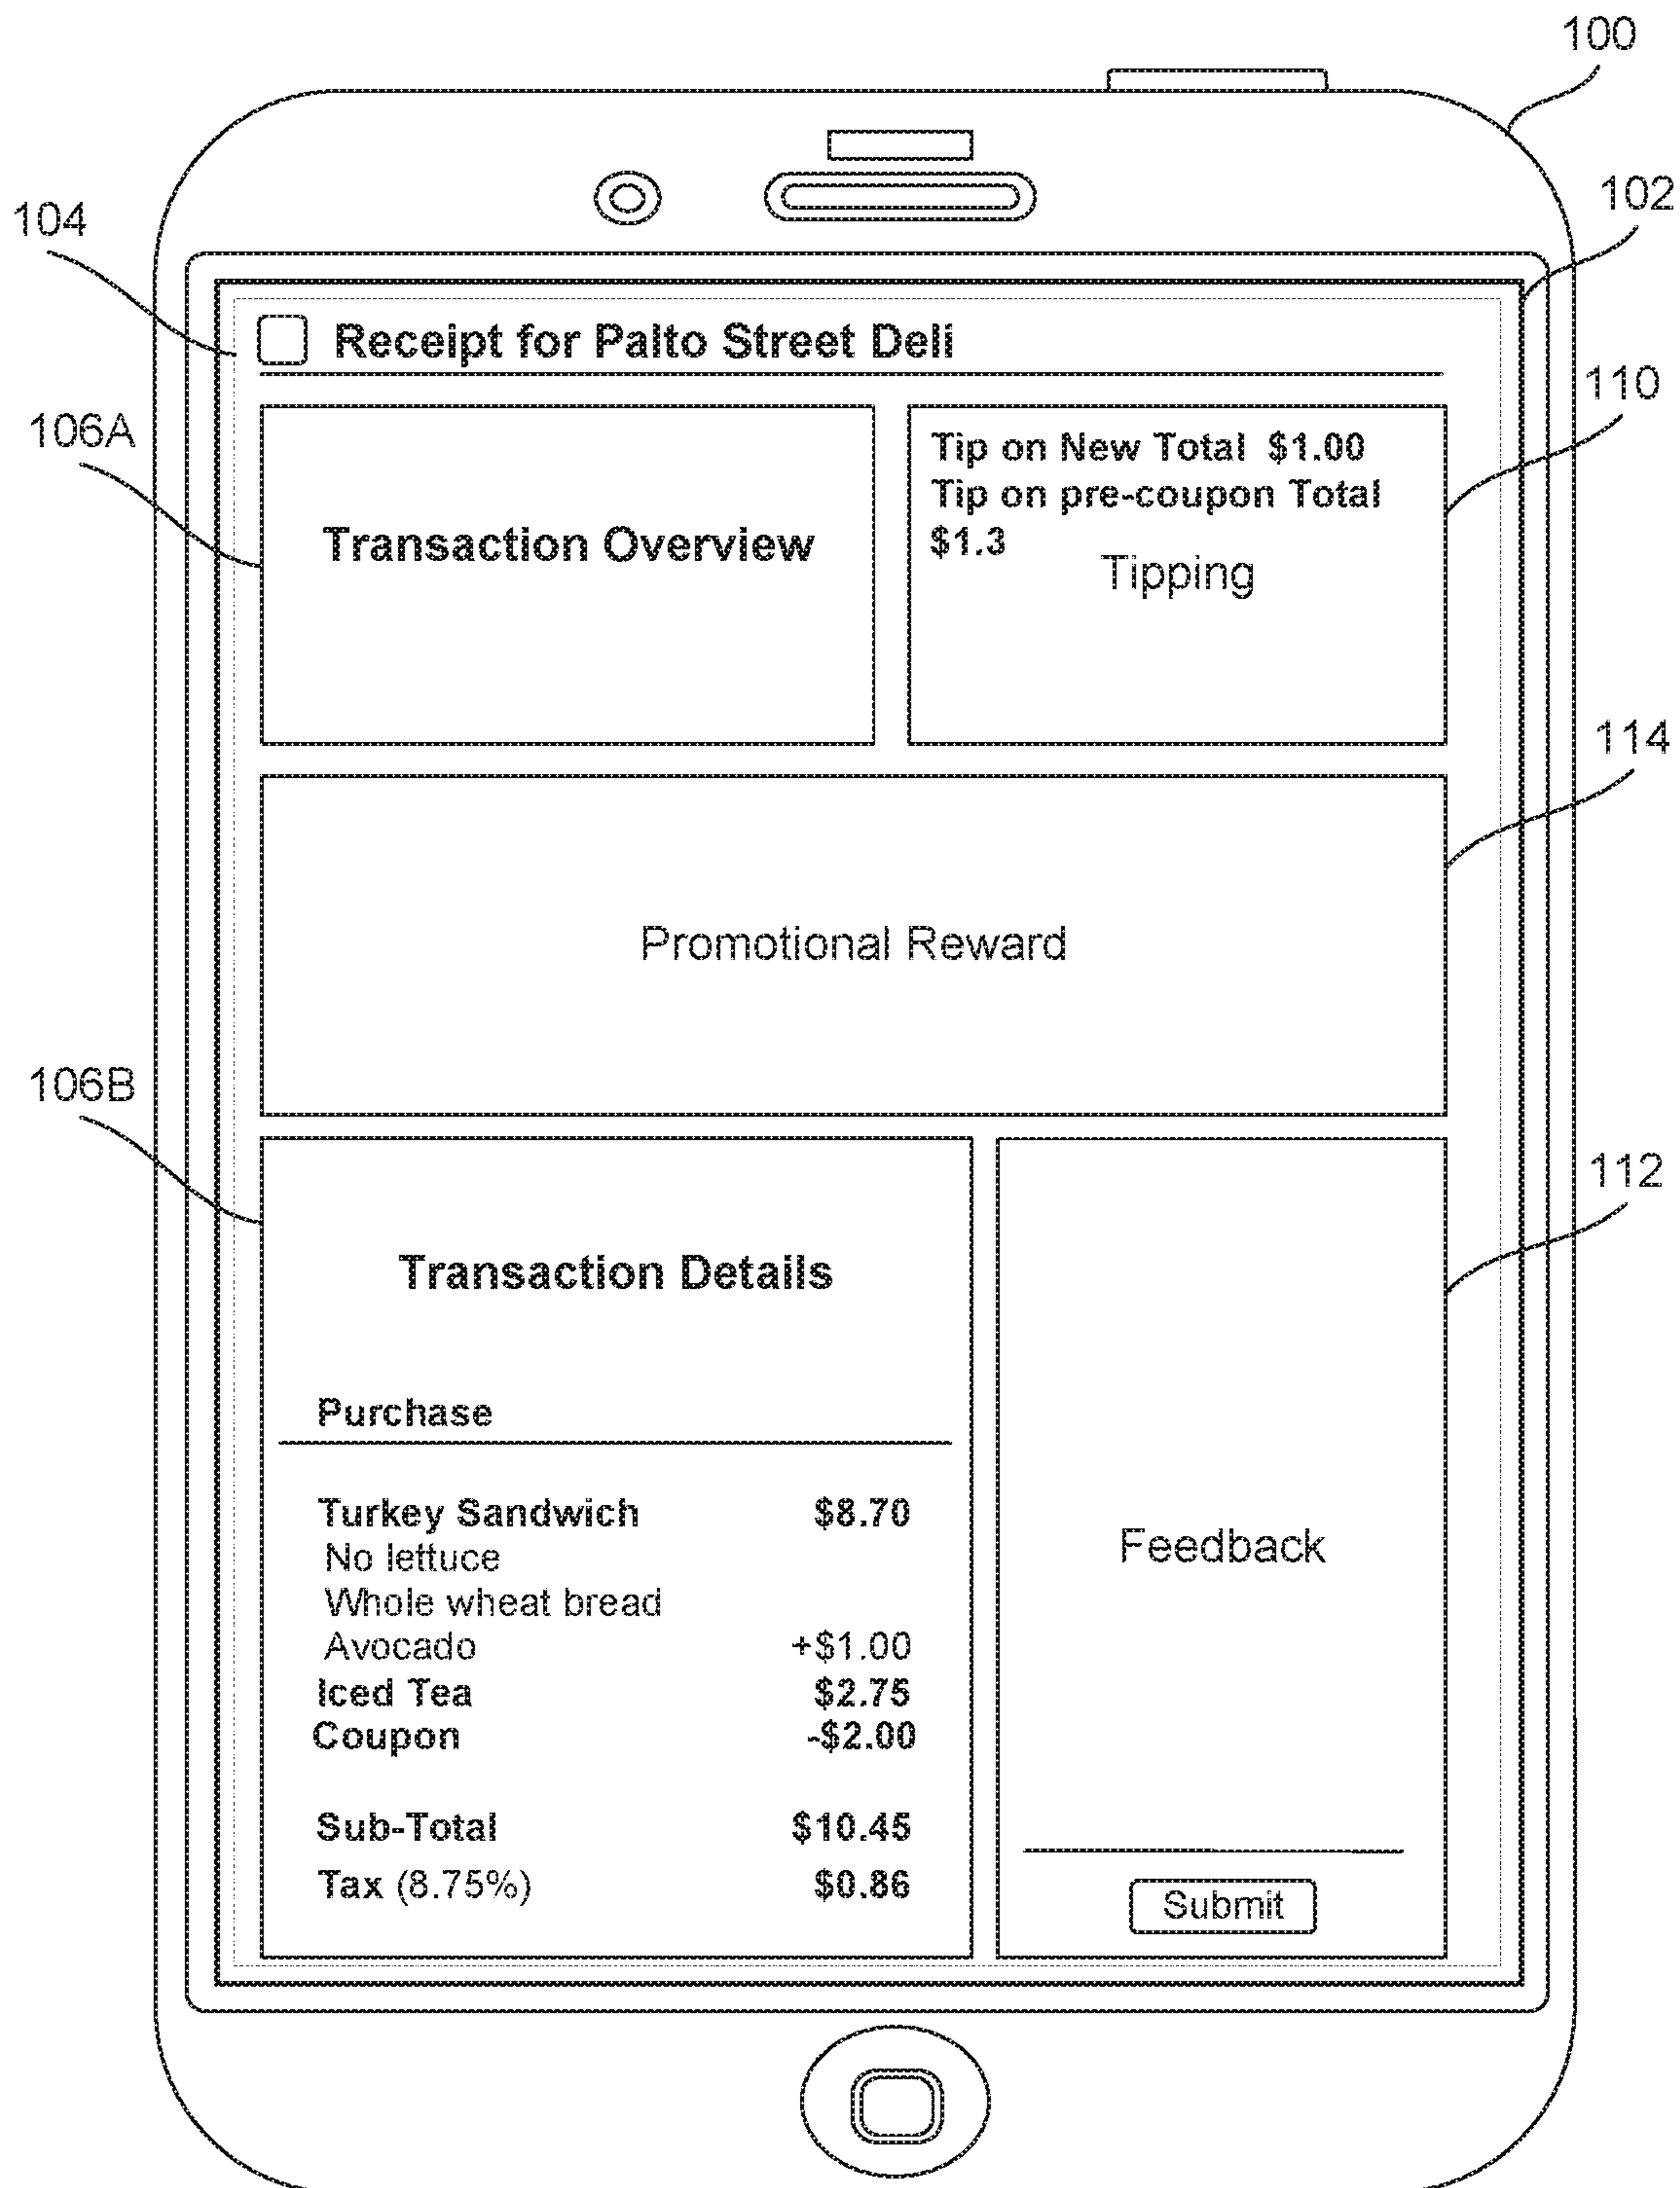 100
102
104
Receipt for Palto Street Deli
110
106A
Tip on New Total $1.00
Tip on pre-coupon Total
$1.3
Transaction Overview
Tipping
114
Promotional Reward
106B
112
Transaction Details
Purchase
Turkey Sandwich $8.70
No lettuce
Whole wheat bread
Avocado +$1.00
Iced Tea $2.75
Coupon -$2.00
Sub-Total $10.45
Tax (8.75%) $0.86
Feedback
Submit